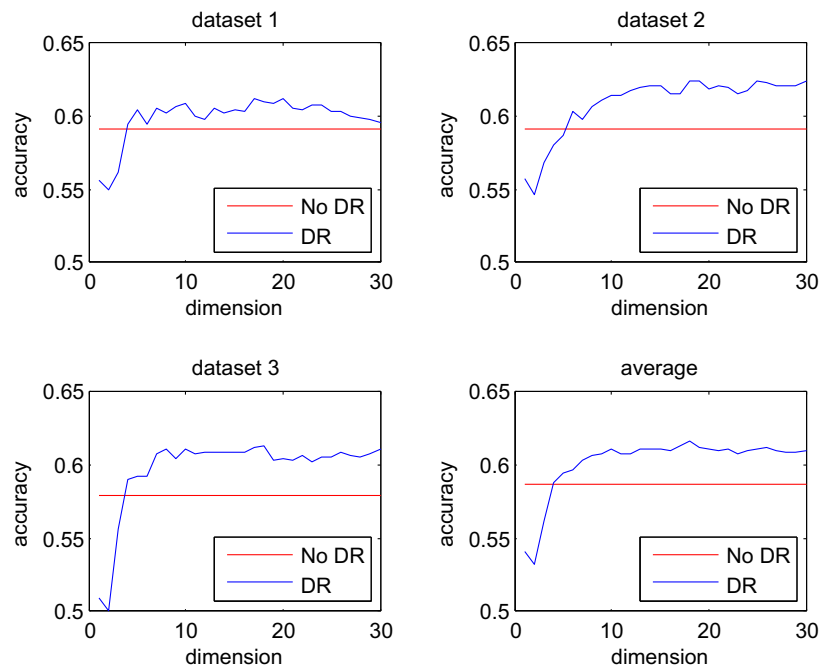 dataset 1
0.65
0.6
0.55
0.5
accuracy
No DR
DR
0 10 20 30
dimension
dataset 2
0.65
0.6
0.55
0.5
accuracy
No DR
DR
0 10 20 30
dimension
dataset 3
0.65
0.6
0.55
0.5
accuracy
No DR
DR
0 10 20 30
dimension
average
0.65
0.6
0.55
0.5
accuracy
No DR
DR
0 10 20 30
dimension